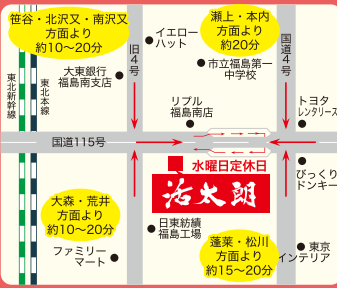 笹谷・北沢又・南沢又
方面より
約10〜20分
瀬上・本内
方面より
約20分
イエロー
ハット
旧4号
国道4号
市立福島第一
中学校
大東銀行
福島南支店
東北新幹線
東北本線
リプル
福島南店
トヨタ
レンタリース
国道115号
水曜日定休日
活太朗
びっくり
ドンキー
大森・荒井
方面より
約10〜20分
日東紡績
福島工場
ファミリー
マート
蓬莱・松川
方面より
約15〜20分
東京
インテリア